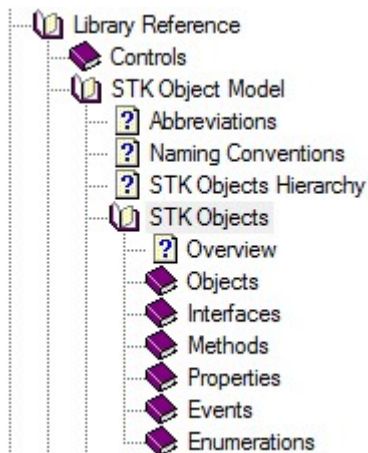 Library Reference
Controls
STK Object Model
Abbreviations
Naming Conventions
STK Objects Hierarchy
STK Objects
Overview
Objects
Interfaces
Methods
Properties
Events
Enumerations